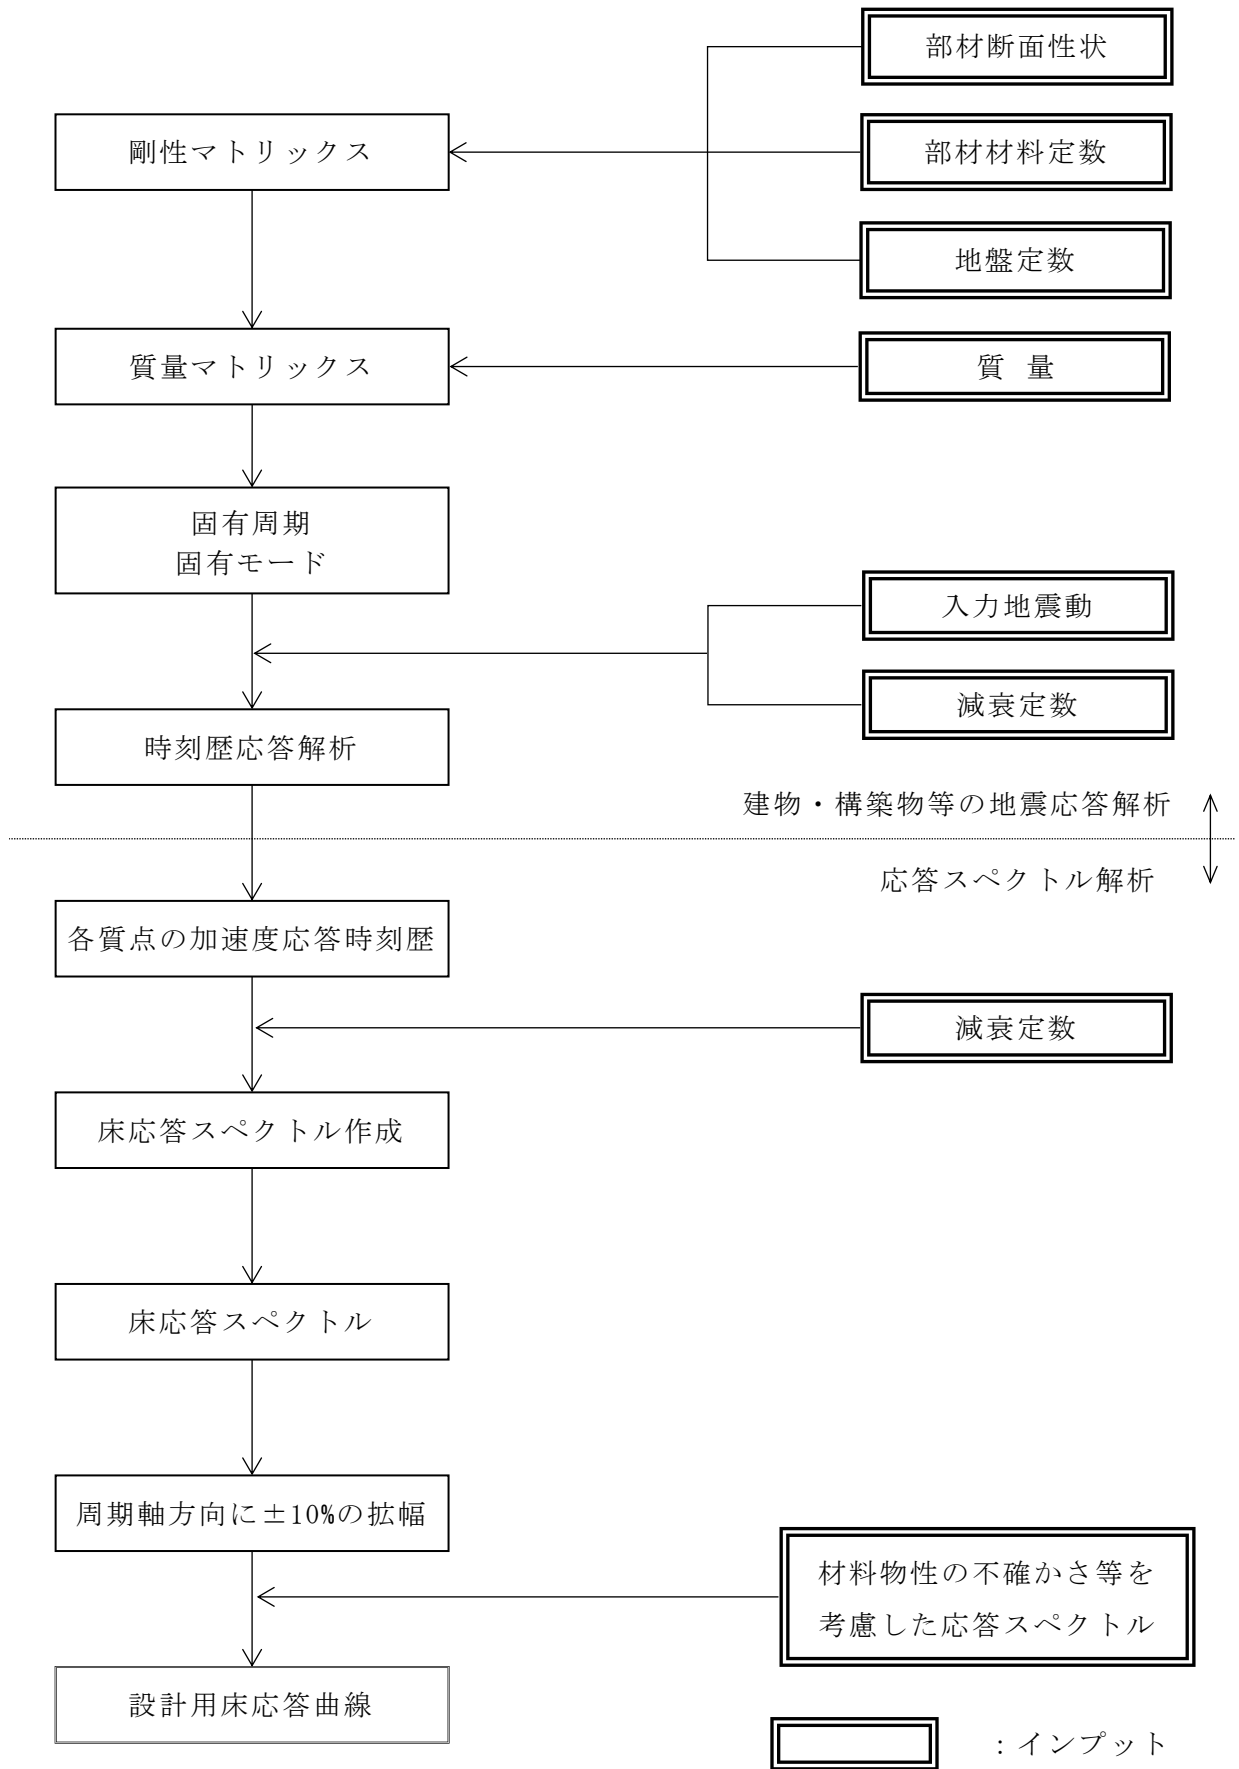 部材断面性状
剛性マトリックス
部材材料定数
地盤定数
質量マトリックス
質 量
固有周期
固有モード
入力地震動
減衰定数
時刻歴応答解析
建物・構築物等の地震応答解析
応答スペクトル解析
各質点の加速度応答時刻歴
減衰定数
床応答スペクトル作成
床応答スペクトル
周期軸方向に±10%の拡幅
材料物性の不確かさ等を
考慮した応答スペクトル
設計用床応答曲線
：インプット